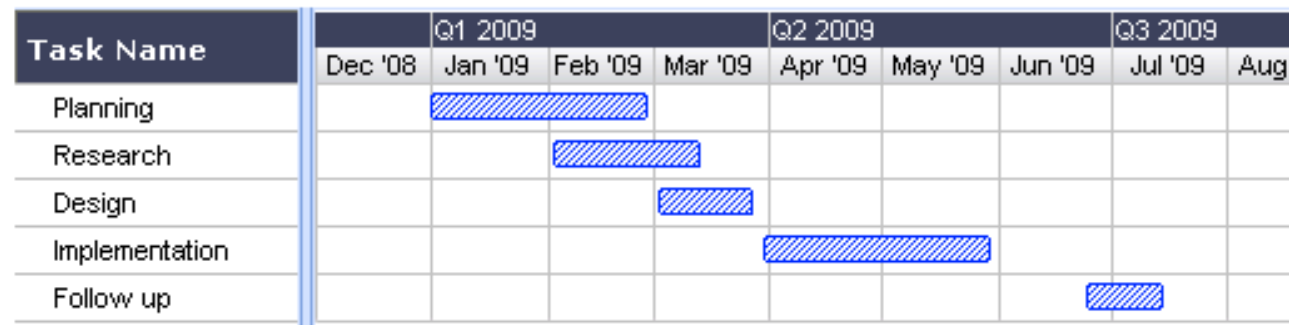 Task Name
Q1 2009 Q2 2009 Q3 2009
Dec '08 Jan '09 Feb '09 Mar '09 Apr '09 May '09 Jun '09 Jul '09 Aug
Planning
Research
Design
Implementation
Follow up